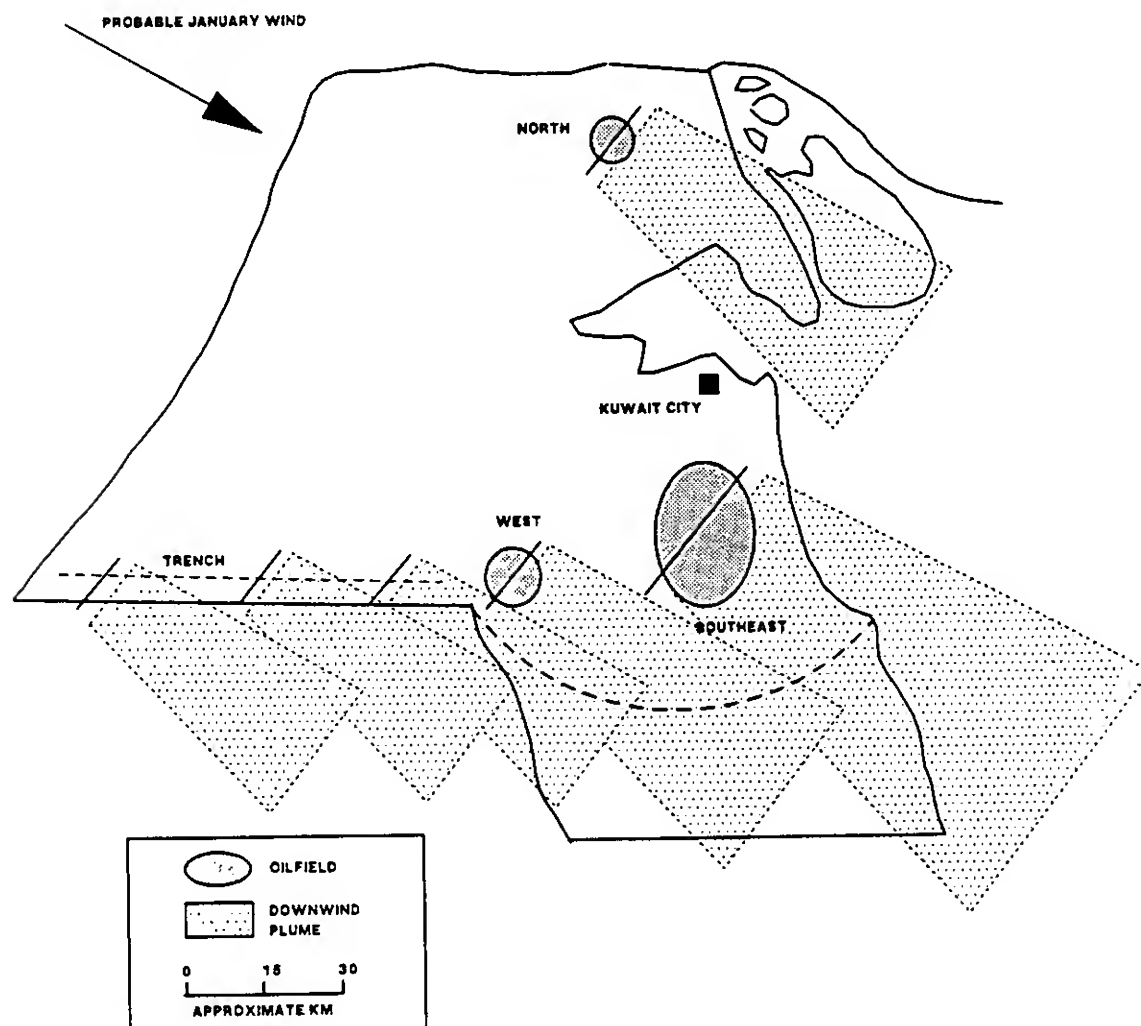 PROBABLE JANUARY WIND
NORTH
KUWAIT CITY
WEST
TRENCH
SOUTHEAST
OILFIELD
DOWNWIND
PLUME
0 15 30
APPROXIMATE KM